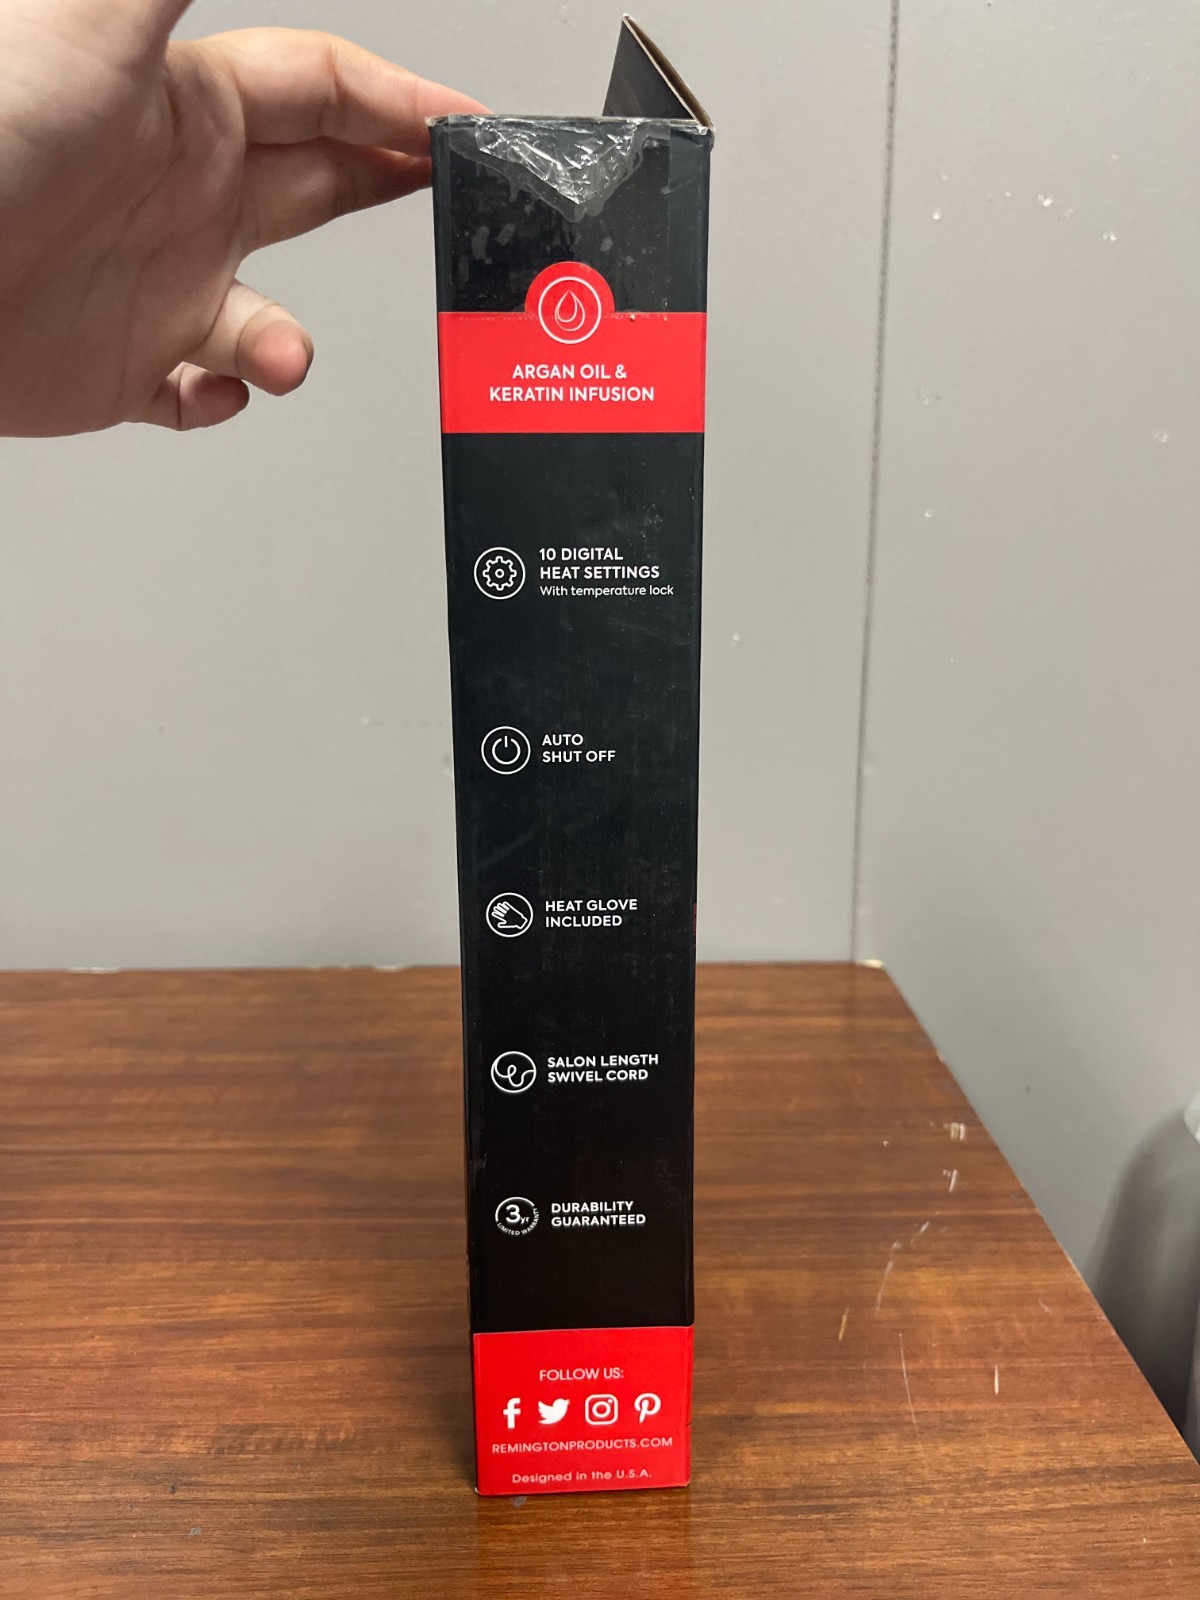 ARGAN OIL &
KERATIN INFUSION
10 DIGITAL
HEAT SETTINGS
With temperature lock
AUTO
SHUT OFF
HEAT GLOVE
INCLUDED
SALON LENGTH
SWIVEL CORD
3yr
LIMITED WARRANTY
DURABILITY
GUARANTEED
FOLLOW US:
REMINGTONPRODUCTS.COM
Designed in the U.S.A.